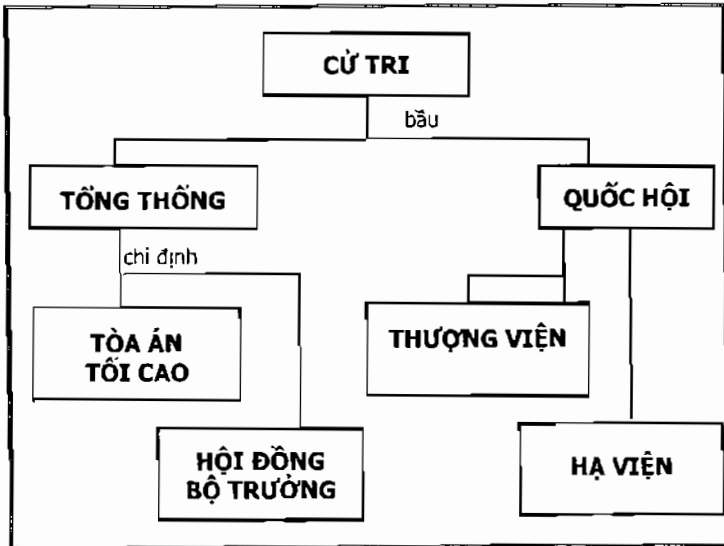 CỬ TRI
bầu
TỔNG THỐNG
QUỐC HỘI
chỉ định
TÒA ÁN
TỐI CAO
THƯỢNG VIỆN
HỘI ĐỒNG
BỘ TRƯỞNG
HẠ VIỆN